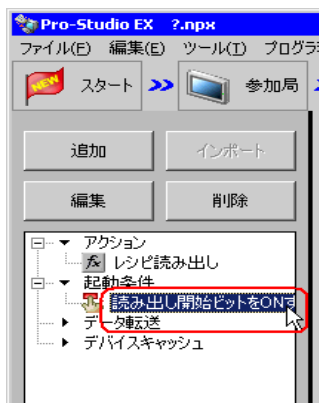 Pro-Studio EX ?.npx
ファイル(F) 編集(E) ツール(T) プログラ
NEW スタート 参加局
追加 インポート
編集 削除
アクション
fx レシピ読み出し
起動条件
読み出し開始ビットをONす
データ転送
デバイスキャッシュ